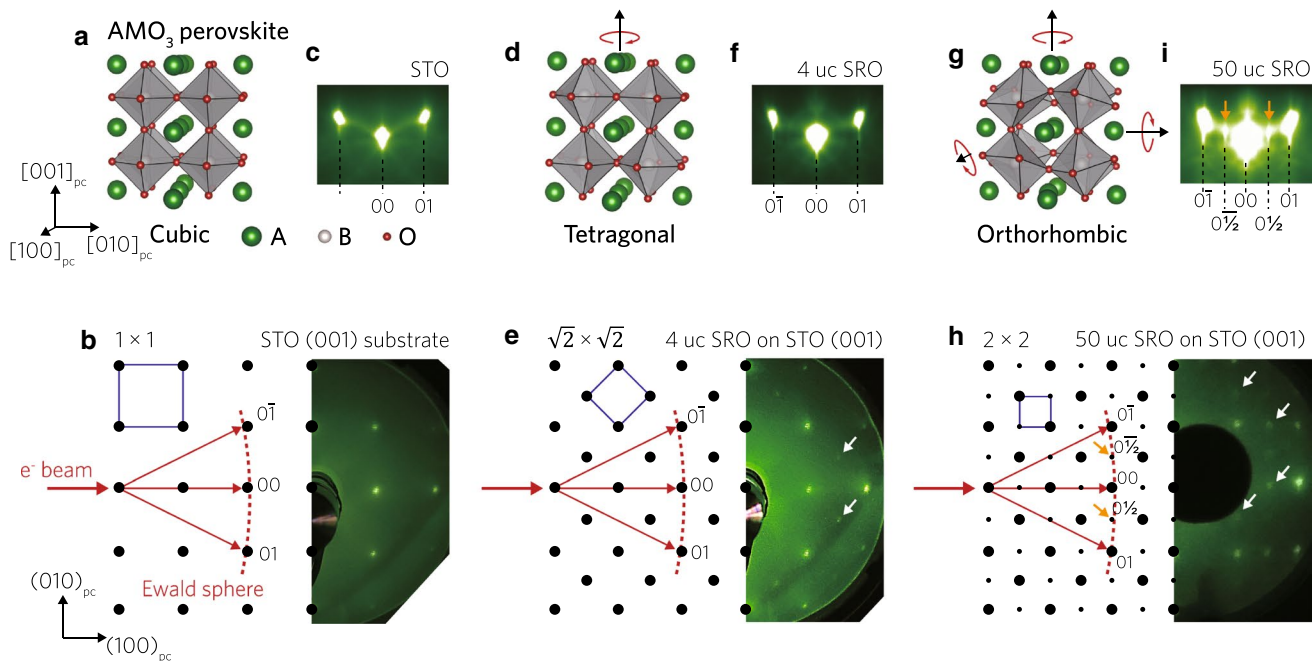 a
AMO₃ perovskite
c
STO
00
01
[001]pc
[100]pc
[010]pc
Cubic
A
B
O
d
f
4 uc SRO
01̅
00
01
Tetragonal
g
i
50 uc SRO
01̅
00
01
01̅/2̅
0½
Orthorhombic
b
1 × 1
STO (001) substrate
01̅
e⁻ beam
00
01
Ewald sphere
(010)pc
(100)pc
e
√2 × √2
4 uc SRO on STO (001)
01̅
00
01
h
2 × 2
50 uc SRO on STO (001)
01̅
01̅/2̅
00
0½
01